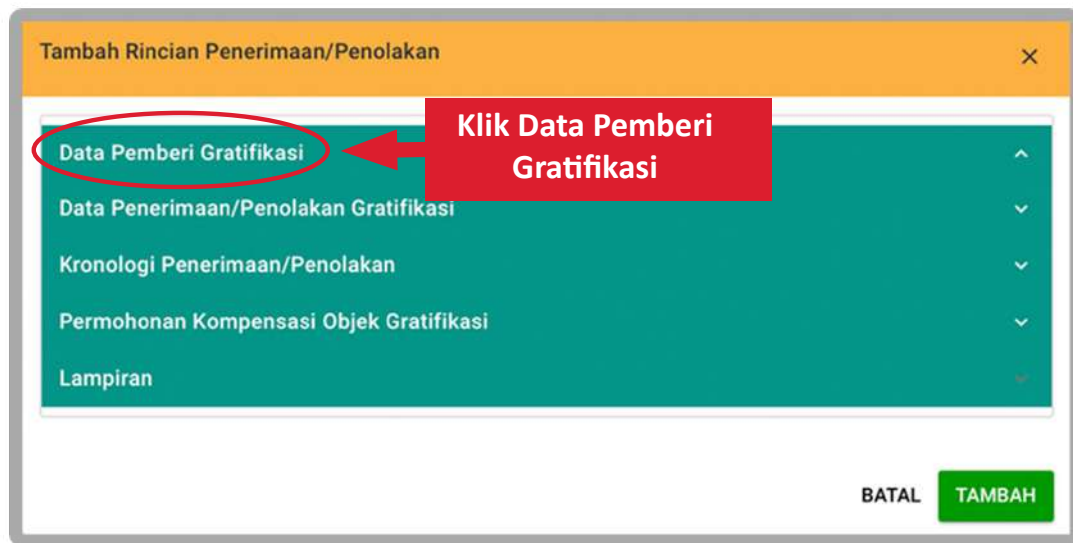 Tambah Rincian Penerimaan/Penolakan
Klik Data Pemberi
Gratifikasi
Data Pemberi Gratifikasi
Data Penerimaan/Penolakan Gratifikasi
Kronologi Penerimaan/Penolakan
Permohonan Kompensasi Objek Gratifikasi
Lampiran
BATAL
TAMBAH